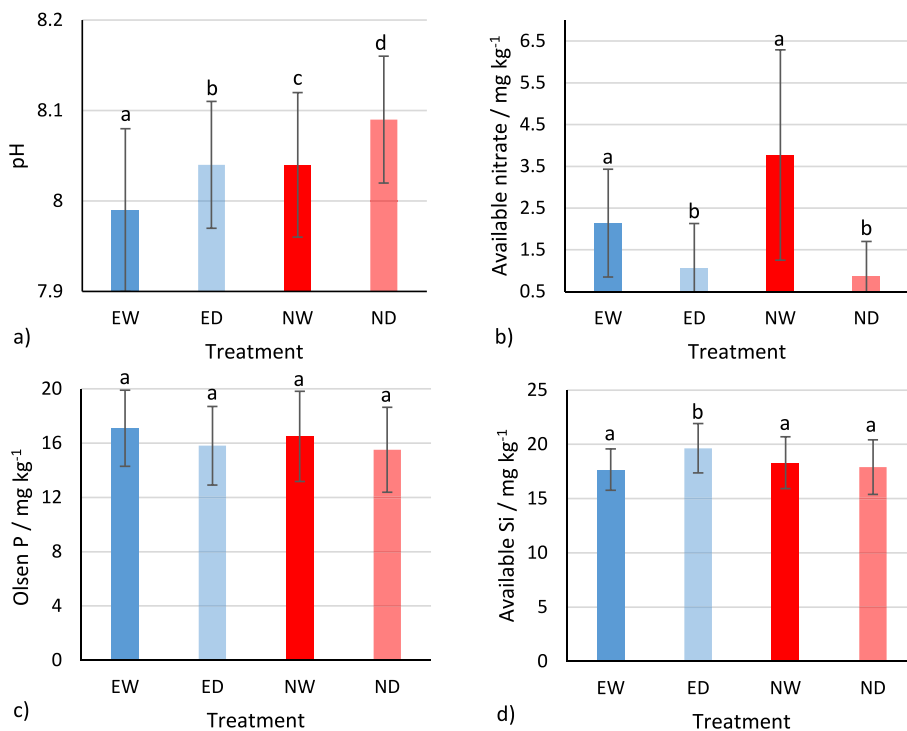 8.2
8.1
8
7.9
pH
a
b
c
d
EW
ED
NW
ND
a)
Treatment
6.5
5.5
4.5
3.5
2.5
1.5
0.5
Available nitrate / mg kg⁻¹
a
b
a
b
EW
ED
NW
ND
b)
Treatment
20
16
12
8
4
0
Olsen P / mg kg⁻¹
a
a
a
a
EW
ED
NW
ND
c)
Treatment
25
20
15
10
5
0
Available Si / mg kg⁻¹
a
b
a
a
EW
ED
NW
ND
d)
Treatment